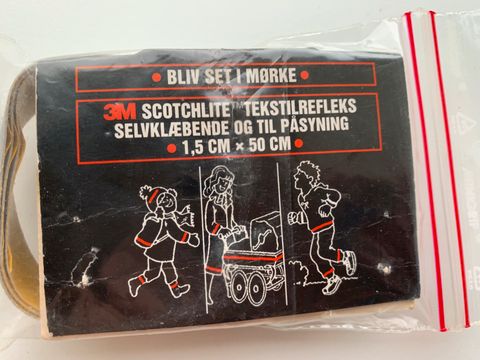 • BLIV SET I MØRKE •
3M SCOTCHLITE™ TEKSTILREFLEKS
SELVKLÆBENDE OG TIL PÅSYNING
• 1,5 CM × 50 CM •